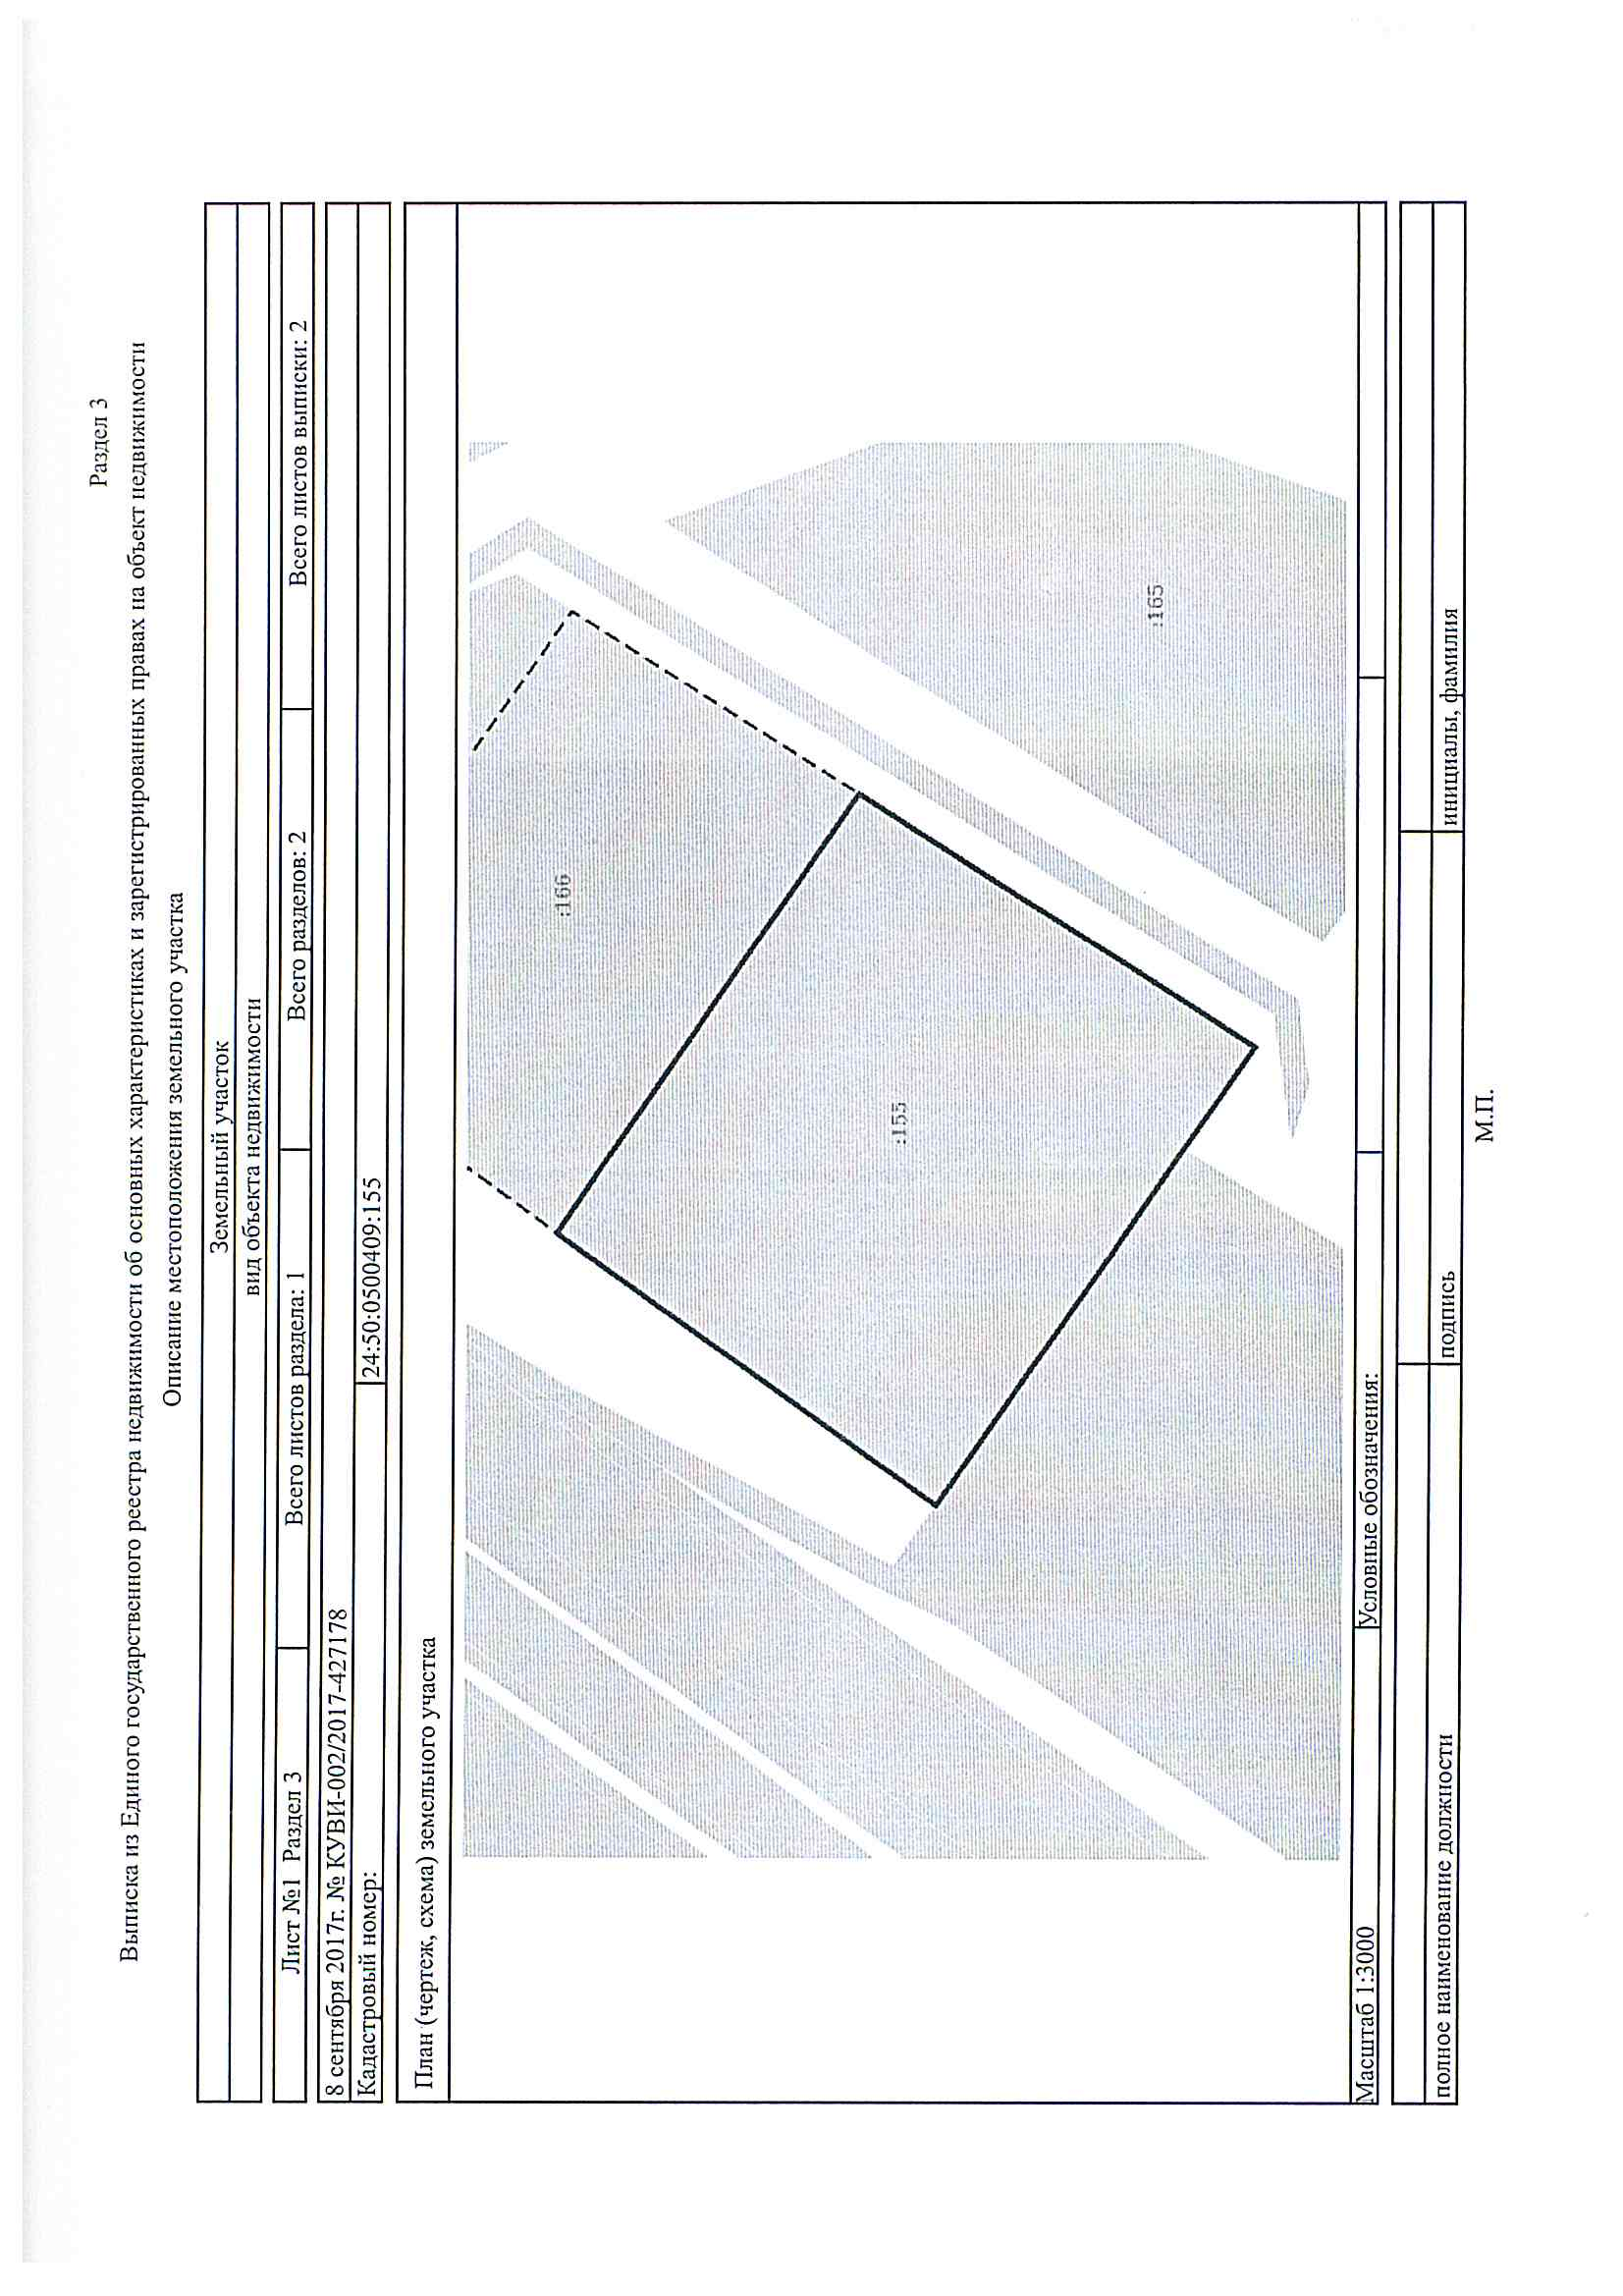 Раздел 3
Выписка из Единого государственного реестра недвижимости об основных характеристиках и зарегистрированных правах на объект недвижимости
Описание местоположения земельного участка
Земельный участок
вид объекта недвижимости
Лист №1 Раздел 3 Всего листов раздела: 1 Всего разделов: 2 Всего листов выписки: 2
8 сентября 2017г. № КУВИ-002/2017-427178
Кадастровый номер: 24:50:0500409:155
План (чертеж, схема) земельного участка
:166
:155
:165
Масштаб 1:3000 Условные обозначения:
полное наименование должности подпись инициалы, фамилия
М.П.